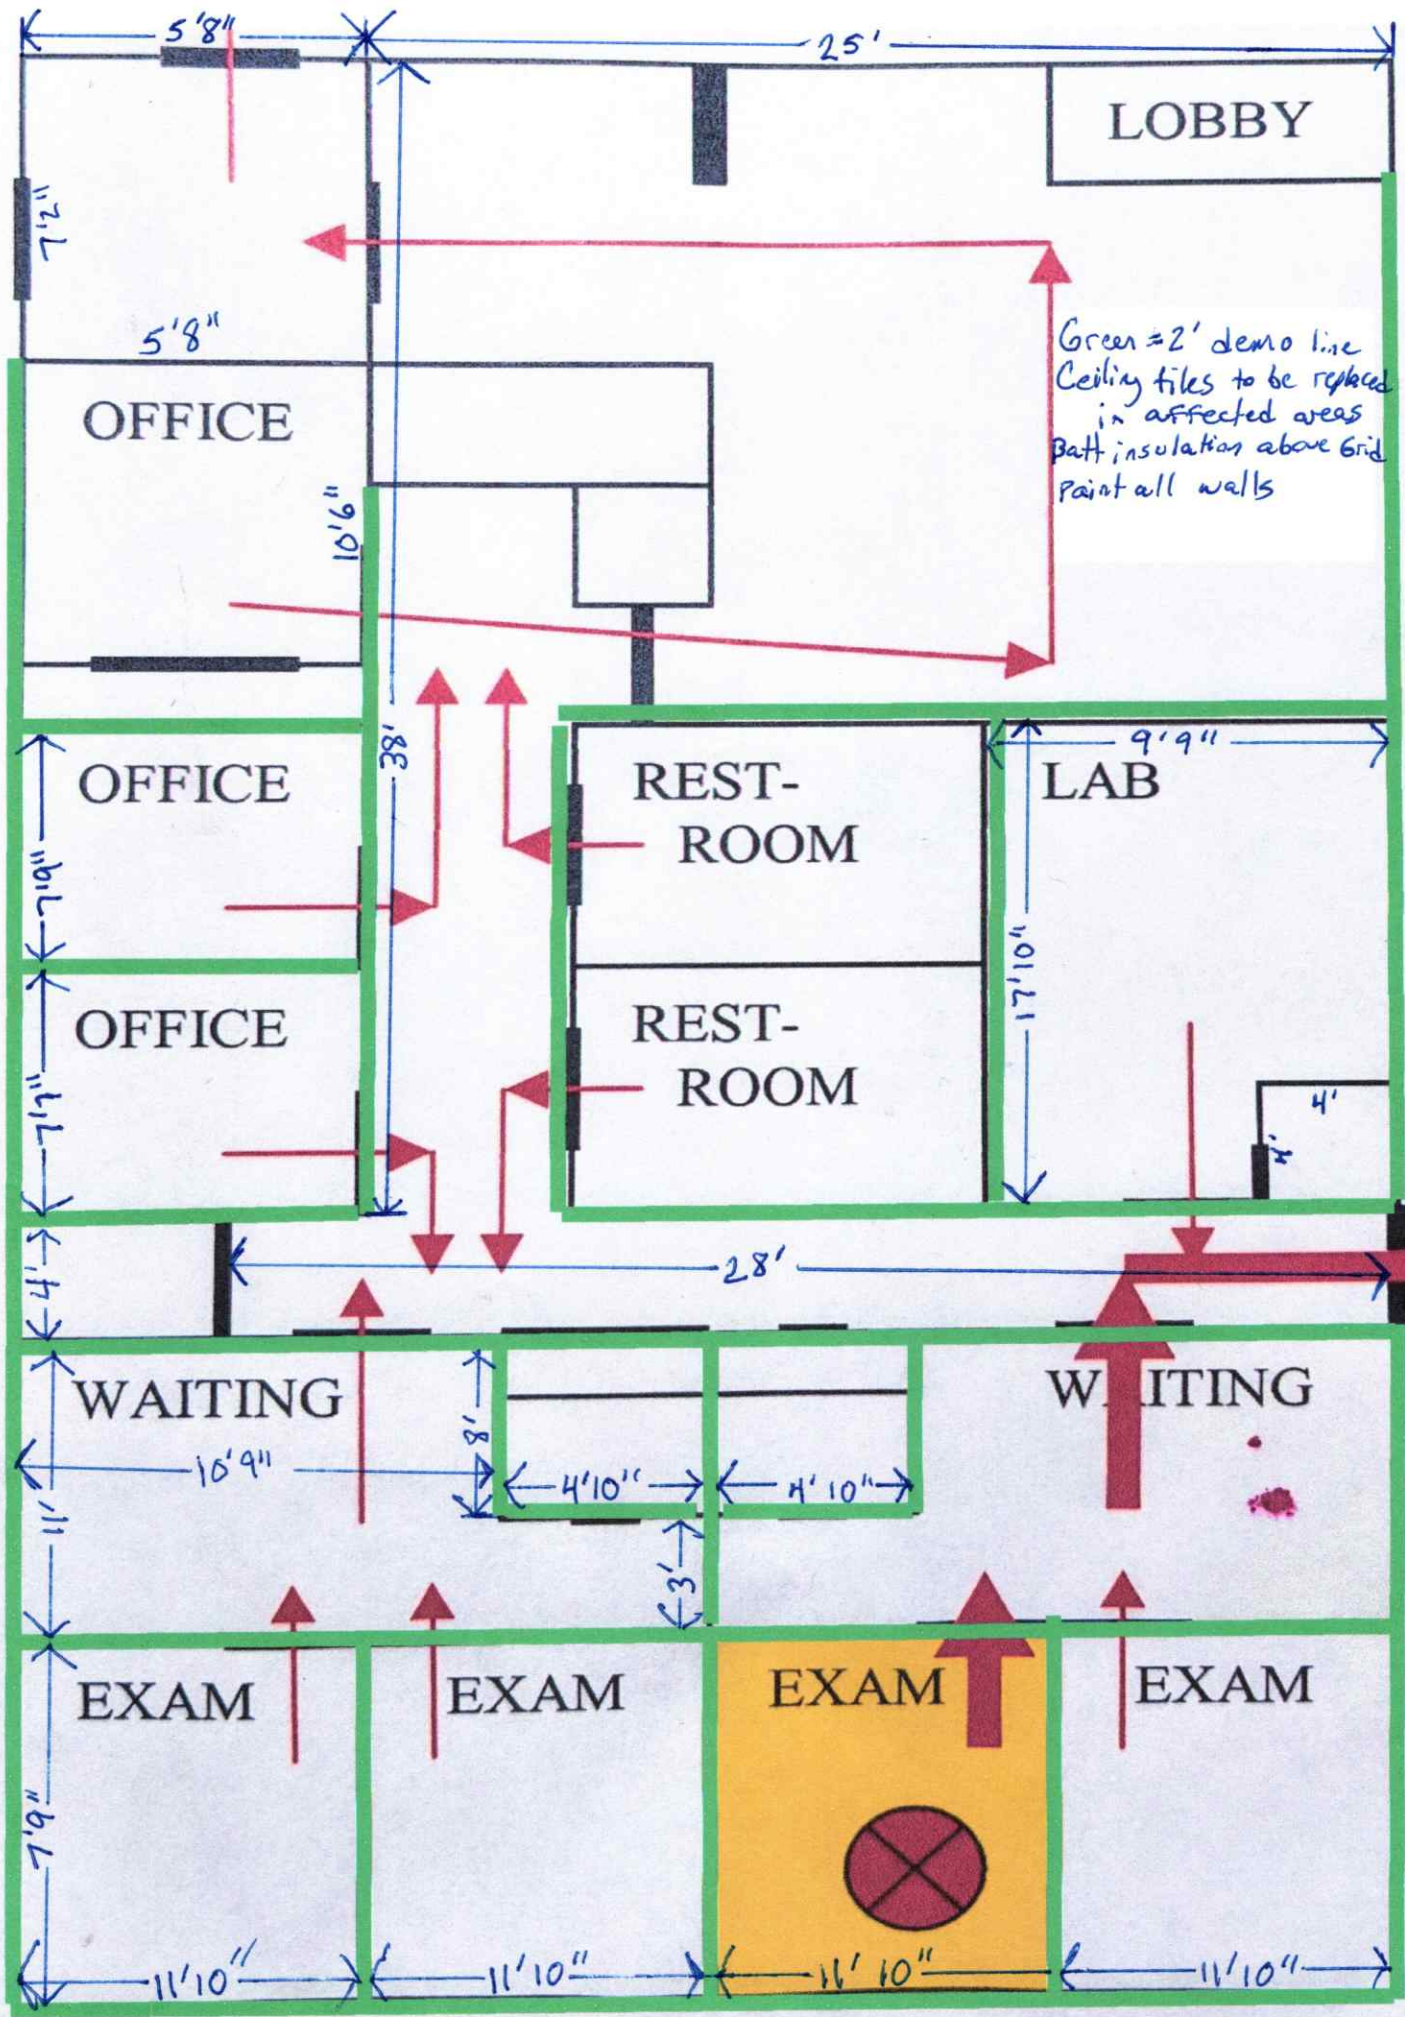 5'8"
25'
LOBBY
7'2"
5'8"
Green = 2' demo line
Ceiling tiles to be replaced
in affected areas
Batt insulation above Grid
Paint all walls
OFFICE
10'6"
38'
OFFICE
7'9"
REST-
ROOM
9'9"
LAB
17'10"
OFFICE
7'7"
REST-
ROOM
4'
4'
4'
28'
WAITING
8'
WAITING
10'9"
4'10"
4'10"
11'
3'
EXAM
EXAM
EXAM
EXAM
7'9"
11'10"
11'10"
11'10"
11'10"